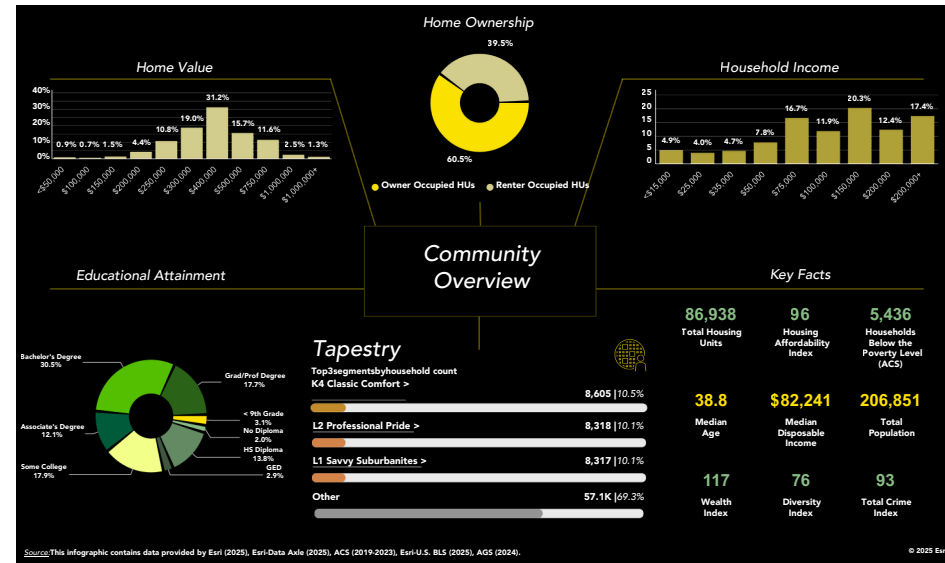 Home Ownership
39.5%
60.5%
Owner Occupied HUs
Renter Occupied HUs
Home Value
40%
30%
20%
10%
0%
0.9%
0.7%
1.5%
4.4%
10.8%
19.0%
31.2%
15.7%
11.6%
2.5%
1.3%
<$50,000
$100,000
$150,000
$200,000
$250,000
$300,000
$400,000
$500,000
$750,000
$1,000,000
$1,000,000+
Household Income
25
20
15
10
5
0
4.9%
4.0%
4.7%
7.8%
16.7%
11.9%
20.3%
12.4%
17.4%
<$15,000
$25,000
$35,000
$50,000
$75,000
$100,000
$150,000
$200,000
$200,000+
Community
Overview
Educational Attainment
Bachelor's Degree
30.5%
Grad/Prof Degree
17.7%
< 9th Grade
3.1%
No Diploma
2.0%
HS Diploma
13.8%
GED
2.9%
Some College
17.9%
Associate's Degree
12.1%
Tapestry
Top3segmentsbyhousehold count
K4 Classic Comfort >
8,605 |10.5%
L2 Professional Pride >
8,318 |10.1%
L1 Savvy Suburbanites >
8,317 |10.1%
Other
57.1K |69.3%
Key Facts
86,938
Total Housing
Units
96
Housing
Affordability
Index
5,436
Households
Below the
Poverty Level
(ACS)
38.8
Median
Age
$82,241
Median
Disposable
Income
206,851
Total
Population
117
Wealth
Index
76
Diversity
Index
93
Total Crime
Index
Source:This infographic contains data provided by Esri (2025), Esri-Data Axle (2025), ACS (2019-2023), Esri-U.S. BLS (2025), AGS (2024).
© 2025 Esri